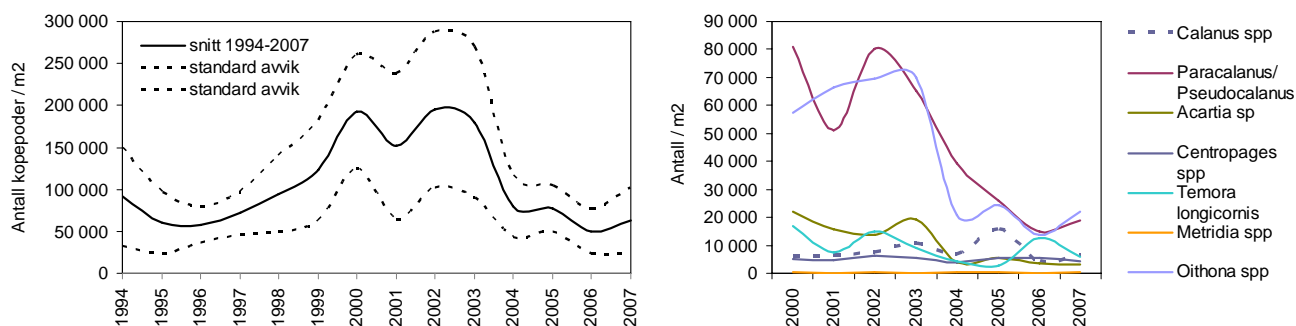 300 000
250 000
200 000
150 000
100 000
50 000
0
Antall kopepoder / m2
snitt 1994-2007
standard avvik
standard avvik
1994
1995
1996
1997
1998
1999
2000
2001
2002
2003
2004
2005
2006
2007
90 000
80 000
70 000
60 000
50 000
40 000
30 000
20 000
10 000
0
Antall / m2
2000
2001
2002
2003
2004
2005
2006
2007
Calanus spp
Paracalanus/
Pseudocalanus
Acartia sp
Centropages
spp
Temora
longicornis
Metridia spp
Oithona spp